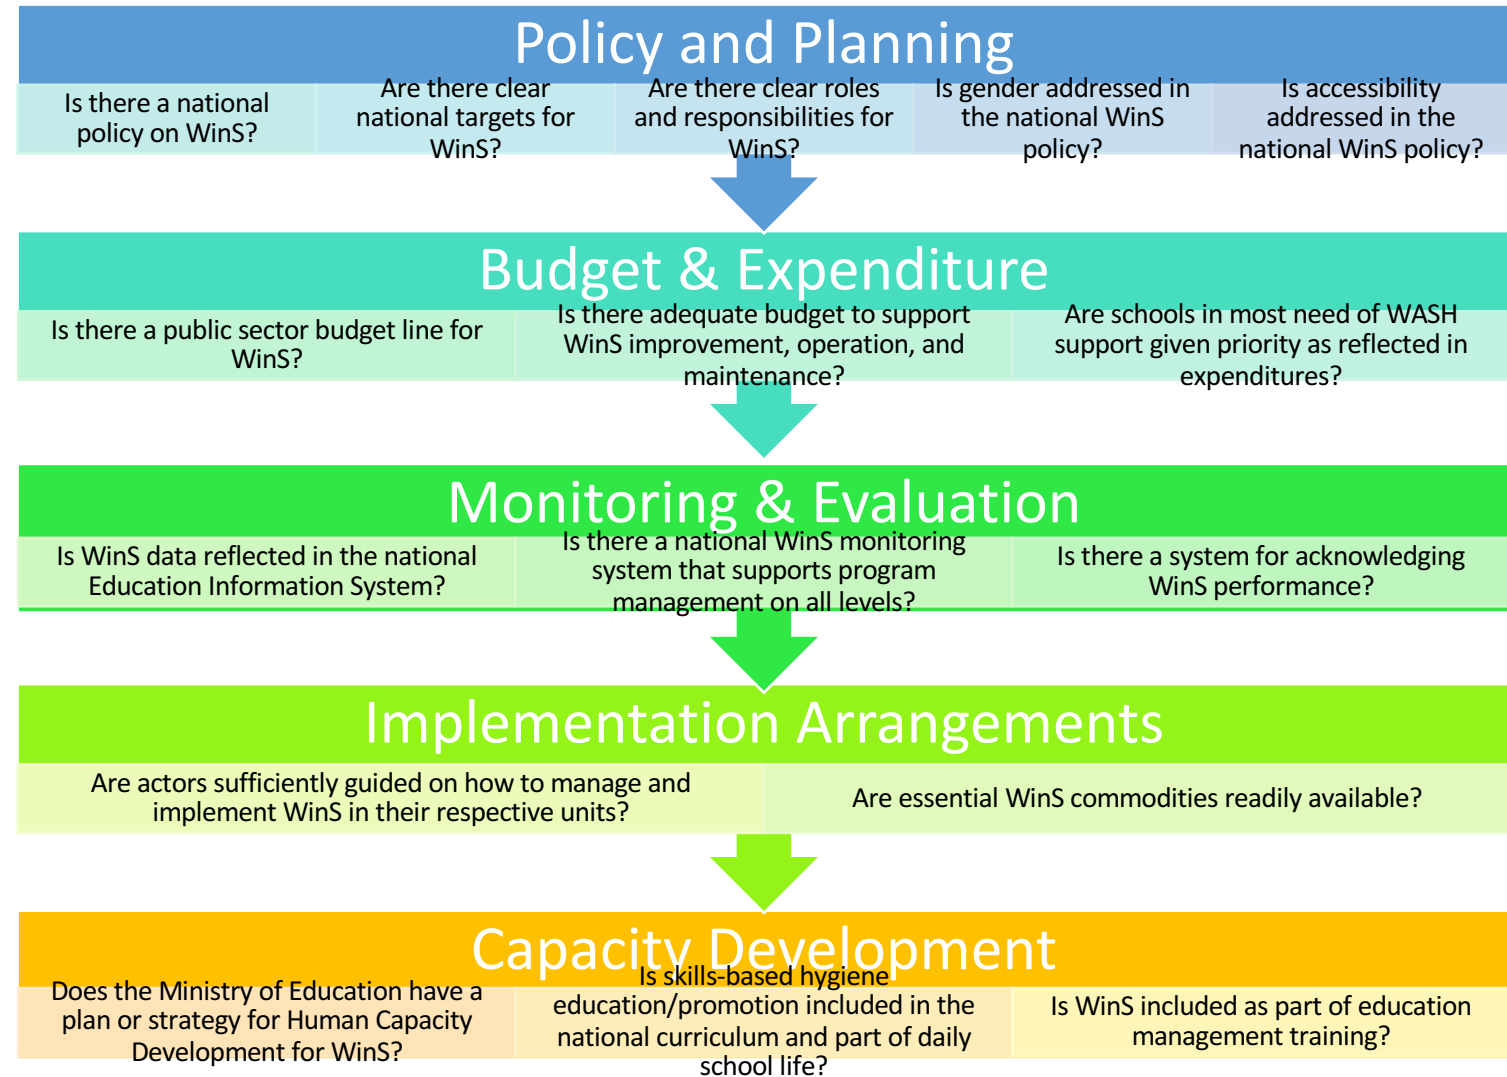 Policy and Planning
Is there a national
policy on WinS?
Are there clear
national targets for
WinS?
Are there clear roles
and responsibilities for
WinS?
Is gender addressed in
the national WinS
policy?
Is accessibility
addressed in the
national WinS policy?
Budget & Expenditure
Is there a public sector budget line for
WinS?
Is there adequate budget to support
WinS improvement, operation, and
maintenance?
Are schools in most need of WASH
support given priority as reflected in
expenditures?
Monitoring & Evaluation
Is WinS data reflected in the national
Education Information System?
Is there a national WinS monitoring
system that supports program
management on all levels?
Is there a system for acknowledging
WinS performance?
Implementation Arrangements
Are actors sufficiently guided on how to manage and
implement WinS in their respective units?
Are essential WinS commodities readily available?
Capacity Development
Does the Ministry of Education have a
plan or strategy for Human Capacity
Development for WinS?
Is skills-based hygiene
education/promotion included in the
national curriculum and part of daily
school life?
Is WinS included as part of education
management training?